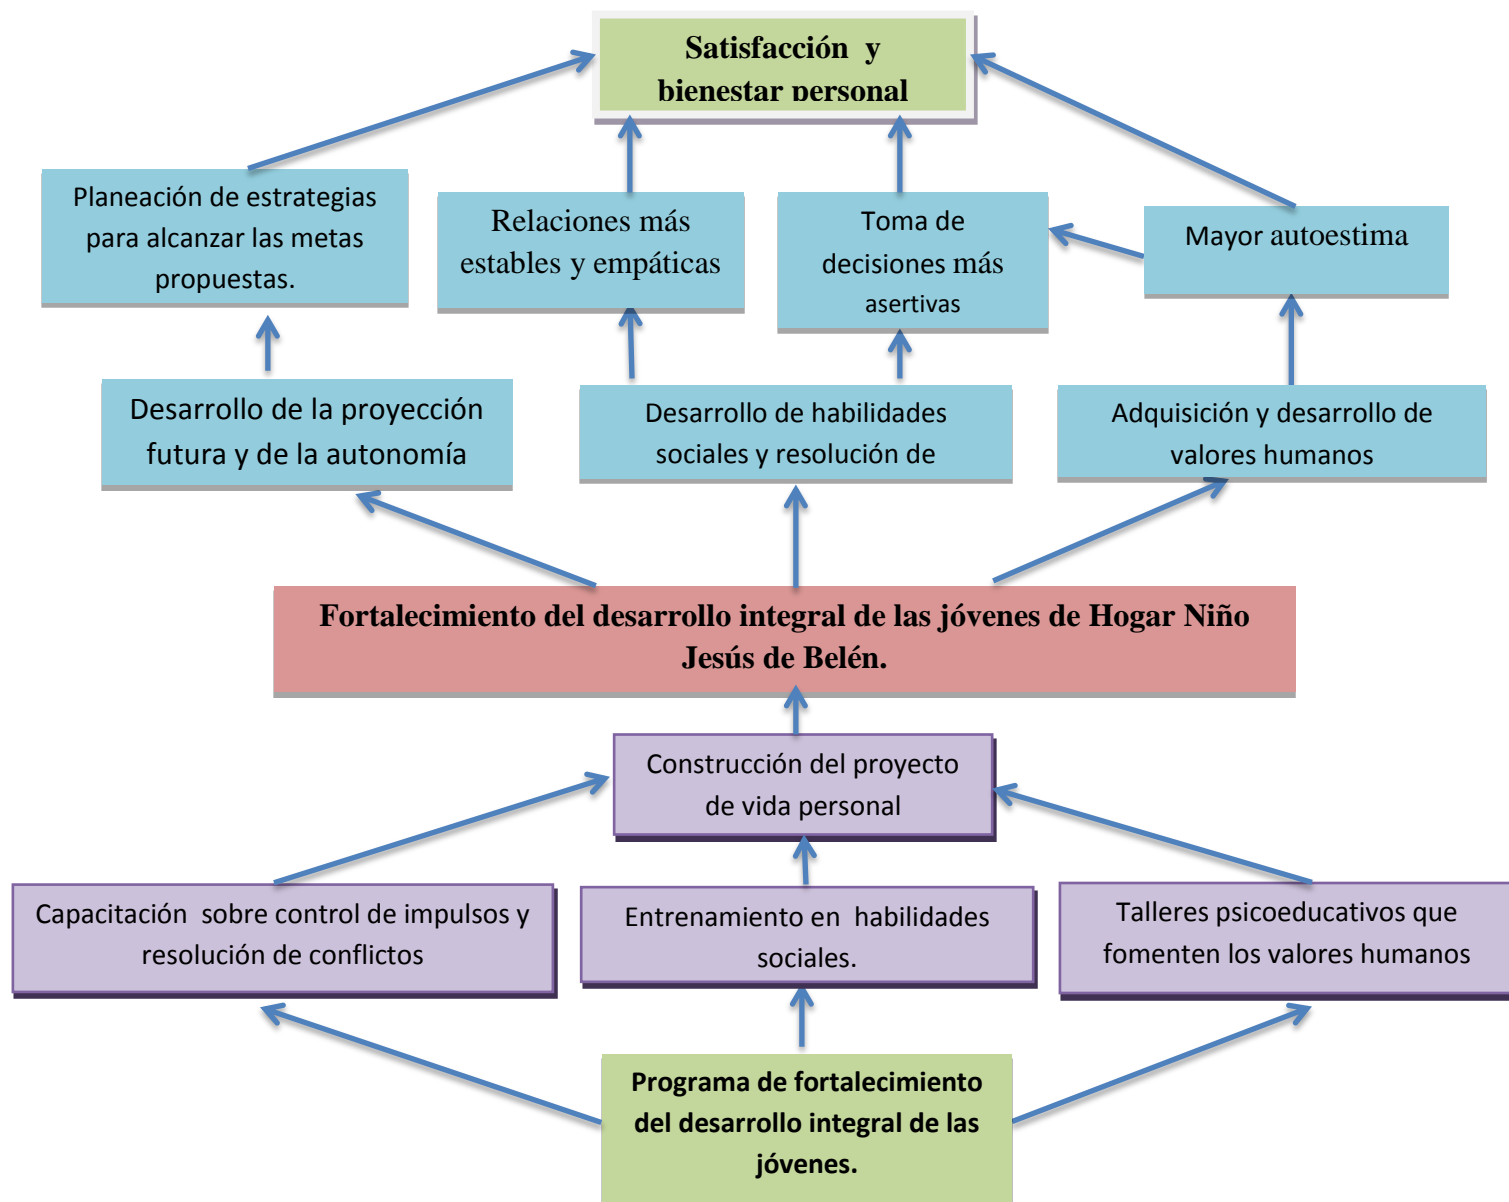 Satisfacción y
bienestar personal
Planeación de estrategias
para alcanzar las metas
propuestas.
Relaciones más
estables y empáticas
Toma de
decisiones más
asertivas
Mayor autoestima
Desarrollo de la proyección
futura y de la autonomía
Desarrollo de habilidades
sociales y resolución de
Adquisición y desarrollo de
valores humanos
Fortalecimiento del desarrollo integral de las jóvenes de Hogar Niño
Jesús de Belén.
Construcción del proyecto
de vida personal
Capacitación sobre control de impulsos y
resolución de conflictos
Entrenamiento en habilidades
sociales.
Talleres psicoeducativos que
fomenten los valores humanos
Programa de fortalecimiento
del desarrollo integral de las
jóvenes.